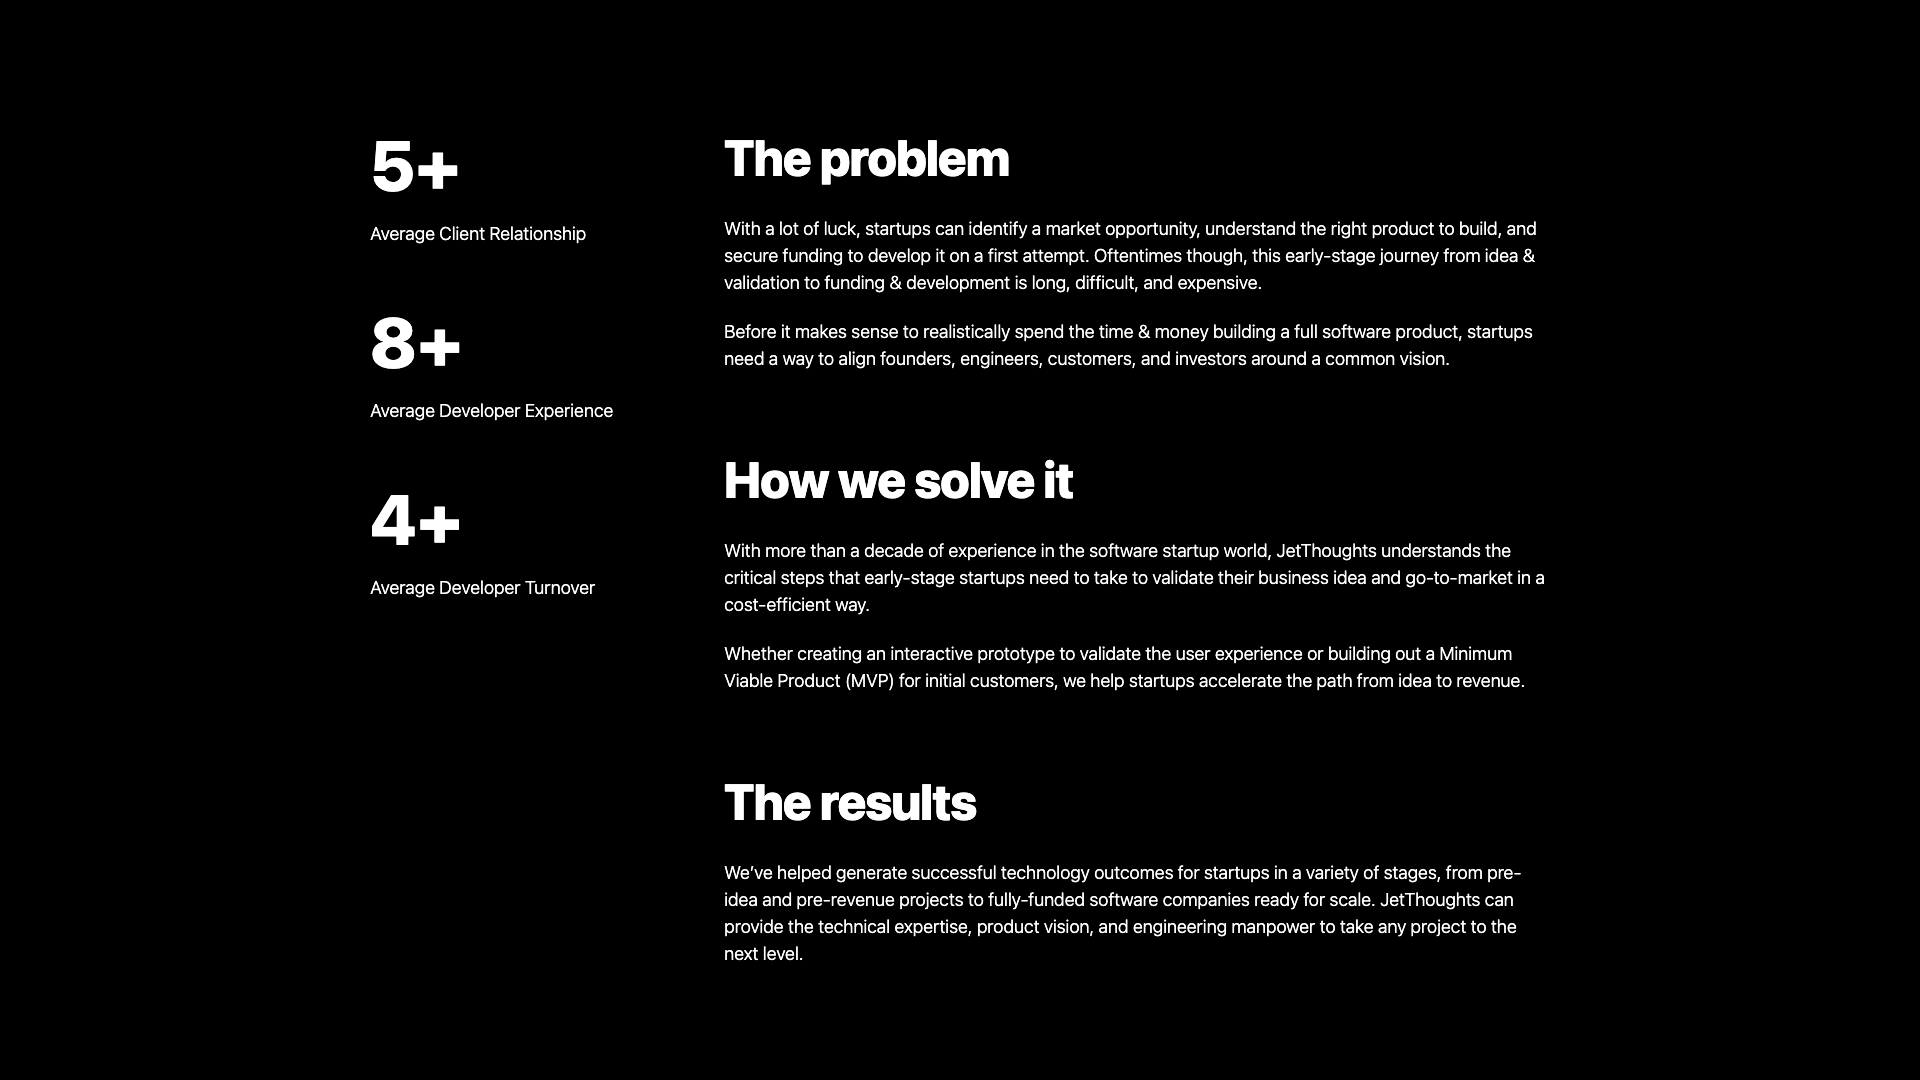 5+
Average Client Relationship
8+
Average Developer Experience
4+
Average Developer Turnover
The problem
With a lot of luck, startups can identify a market opportunity, understand the right product to build, and
secure funding to develop it on a first attempt. Oftentimes though, this early-stage journey from idea &
validation to funding & development is long, difficult, and expensive.
Before it makes sense to realistically spend the time & money building a full software product, startups
need a way to align founders, engineers, customers, and investors around a common vision.
How we solve it
With more than a decade of experience in the software startup world, JetThoughts understands the
critical steps that early-stage startups need to take to validate their business idea and go-to-market in a
cost-efficient way.
Whether creating an interactive prototype to validate the user experience or building out a Minimum
Viable Product (MVP) for initial customers, we help startups accelerate the path from idea to revenue.
The results
We’ve helped generate successful technology outcomes for startups in a variety of stages, from pre-
idea and pre-revenue projects to fully-funded software companies ready for scale. JetThoughts can
provide the technical expertise, product vision, and engineering manpower to take any project to the
next level.